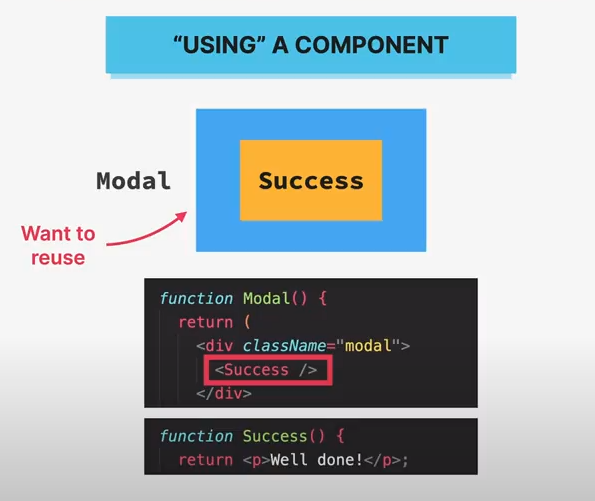 “USING” A COMPONENT
Modal
Success
Want to
reuse
function Modal() {
return (
<div className="modal">
<Success />
</div>
function Success() {
return <p>Well done!</p>;